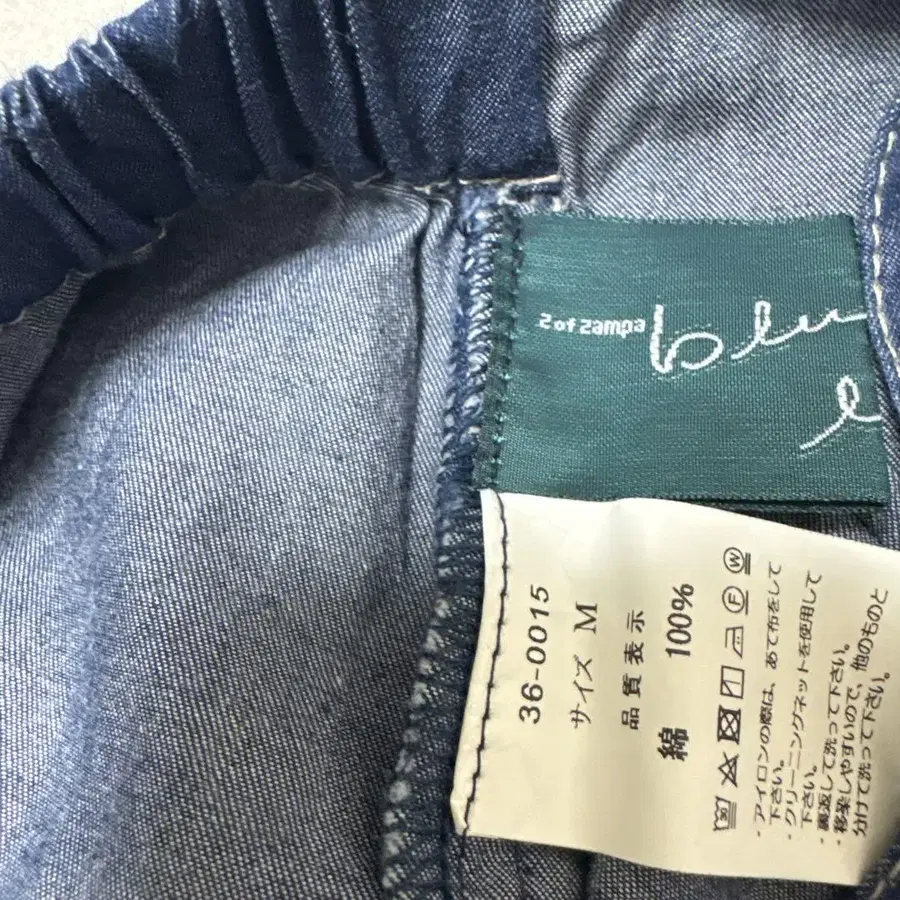 2 of zampa
blu
36-0015
サイズ M
品質表示
綿 100%
・アイロンの際は、あて布をして
下さい。
・クリーニングネットを使用して
下さい。
・裏返して洗って下さい。
・移染しやすいので、他のものと
分けて洗って下さい。